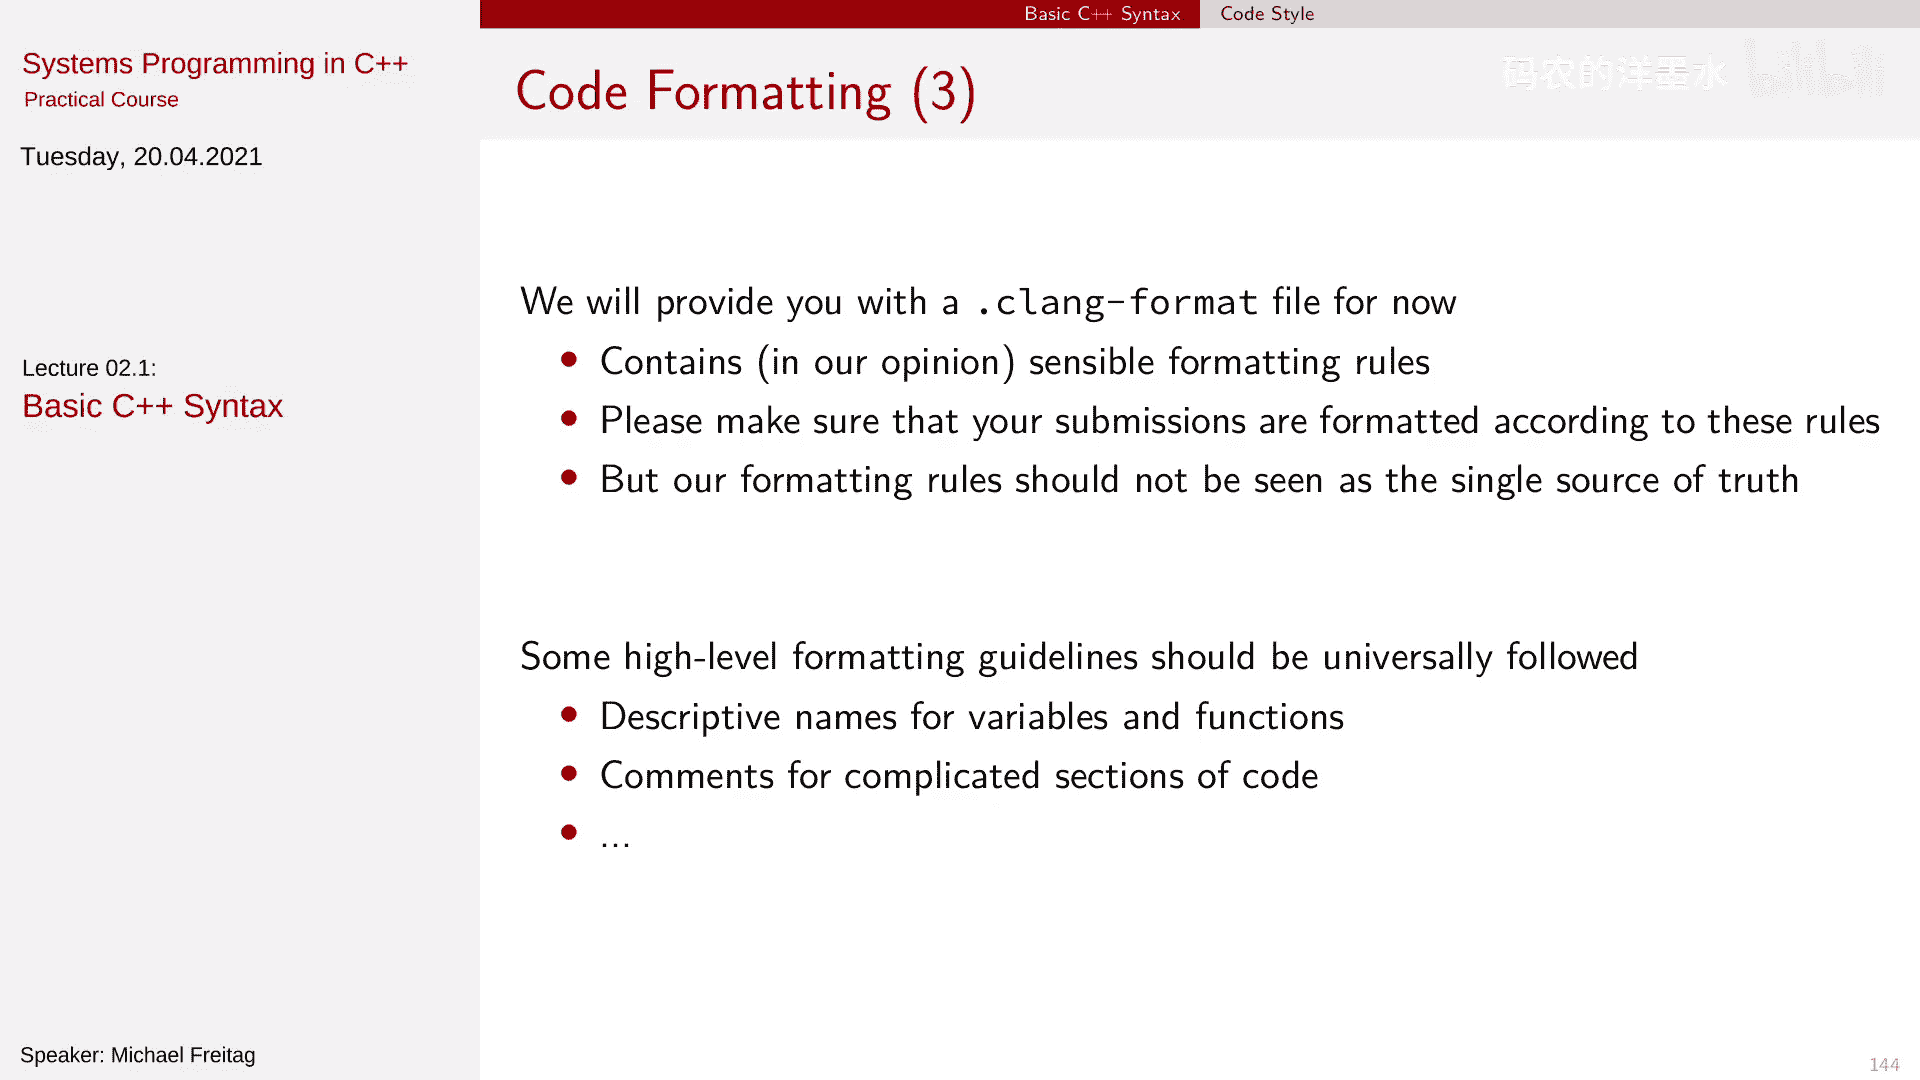 Basic C++ Syntax Code Style
Systems Programming in C++
Practical Course
Tuesday, 20.04.2021
Lecture 02.1:
Basic C++ Syntax
Speaker: Michael Freitag
Code Formatting (3)
码农的洋墨水 bilibili
We will provide you with a .clang-format file for now
• Contains (in our opinion) sensible formatting rules
• Please make sure that your submissions are formatted according to these rules
• But our formatting rules should not be seen as the single source of truth
Some high-level formatting guidelines should be universally followed
• Descriptive names for variables and functions
• Comments for complicated sections of code
• ...
144